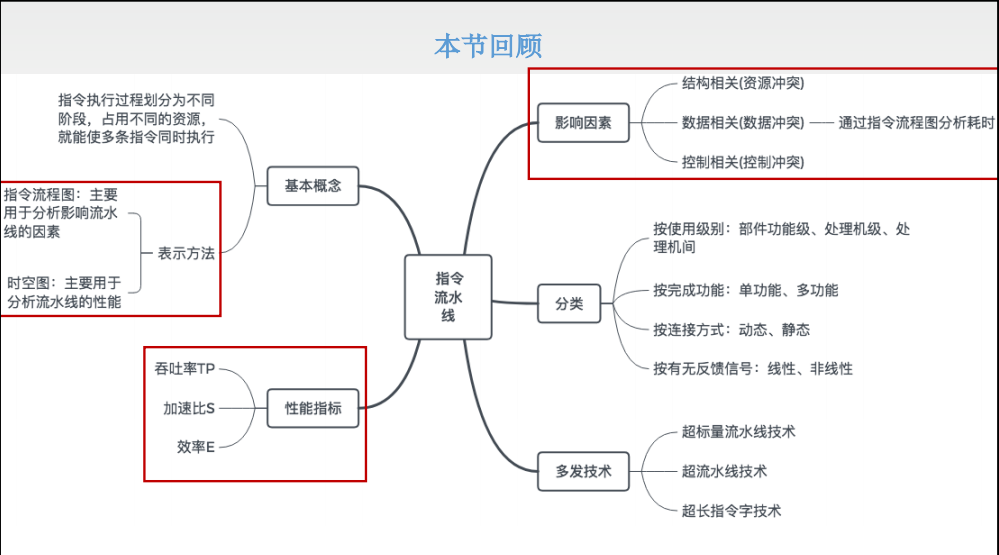 本节回顾
指令执行过程划分为不同
阶段，占用不同的资源，
就能使多条指令同时执行
基本概念
指令流程图：主要
用于分析影响流水
线的因素
表示方法
时空图：主要用于
分析流水线的性能
吞吐率TP
加速比S
效率E
性能指标
指令
流水
线
影响因素
结构相关(资源冲突)
数据相关(数据冲突)
通过指令流程图分析耗时
控制相关(控制冲突)
分类
按使用级别：部件功能级、处理机级、处
理机间
按完成功能：单功能、多功能
按连接方式：动态、静态
按有无反馈信号：线性、非线性
多发技术
超标量流水线技术
超流水线技术
超长指令字技术